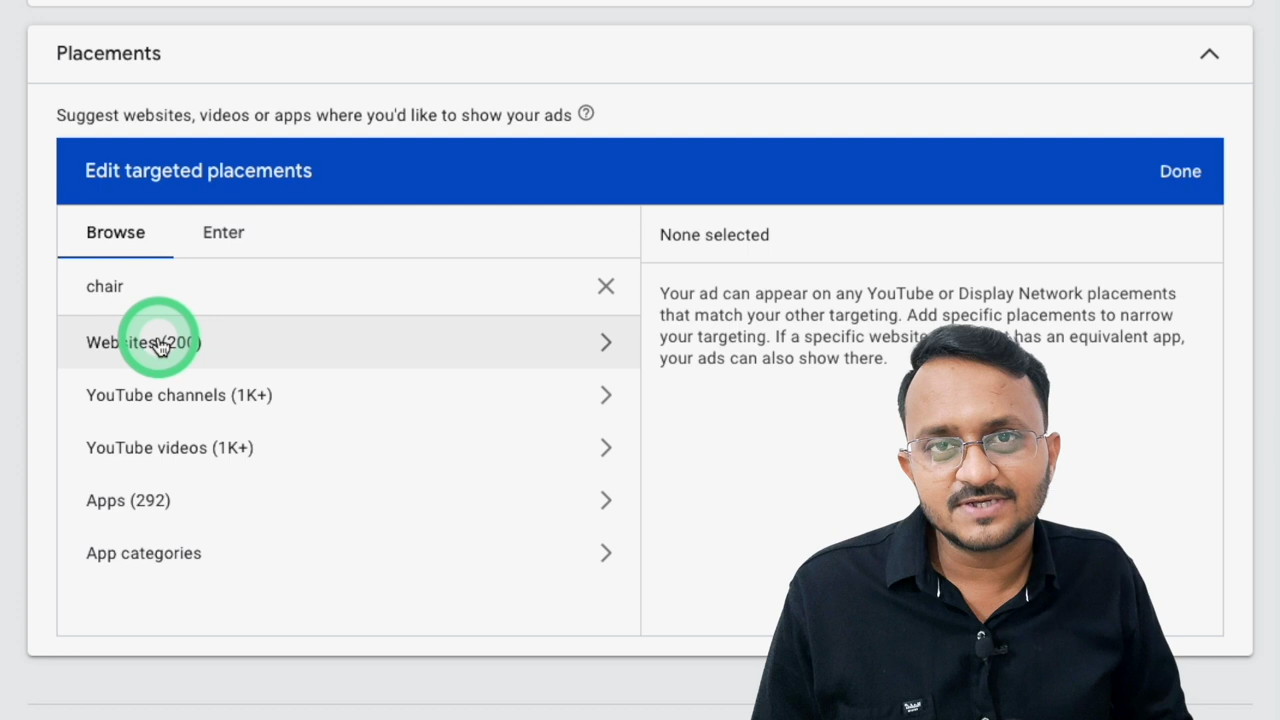 Placements
Suggest websites, videos or apps where you'd like to show your ads
Edit targeted placements
Done
Browse
Enter
chair
Websites (200)
YouTube channels (1K+)
YouTube videos (1K+)
Apps (292)
App categories
None selected
Your ad can appear on any YouTube or Display Network placements
that match your other targeting. Add specific placements to narrow
your targeting. If a specific website has an equivalent app,
your ads can also show there.